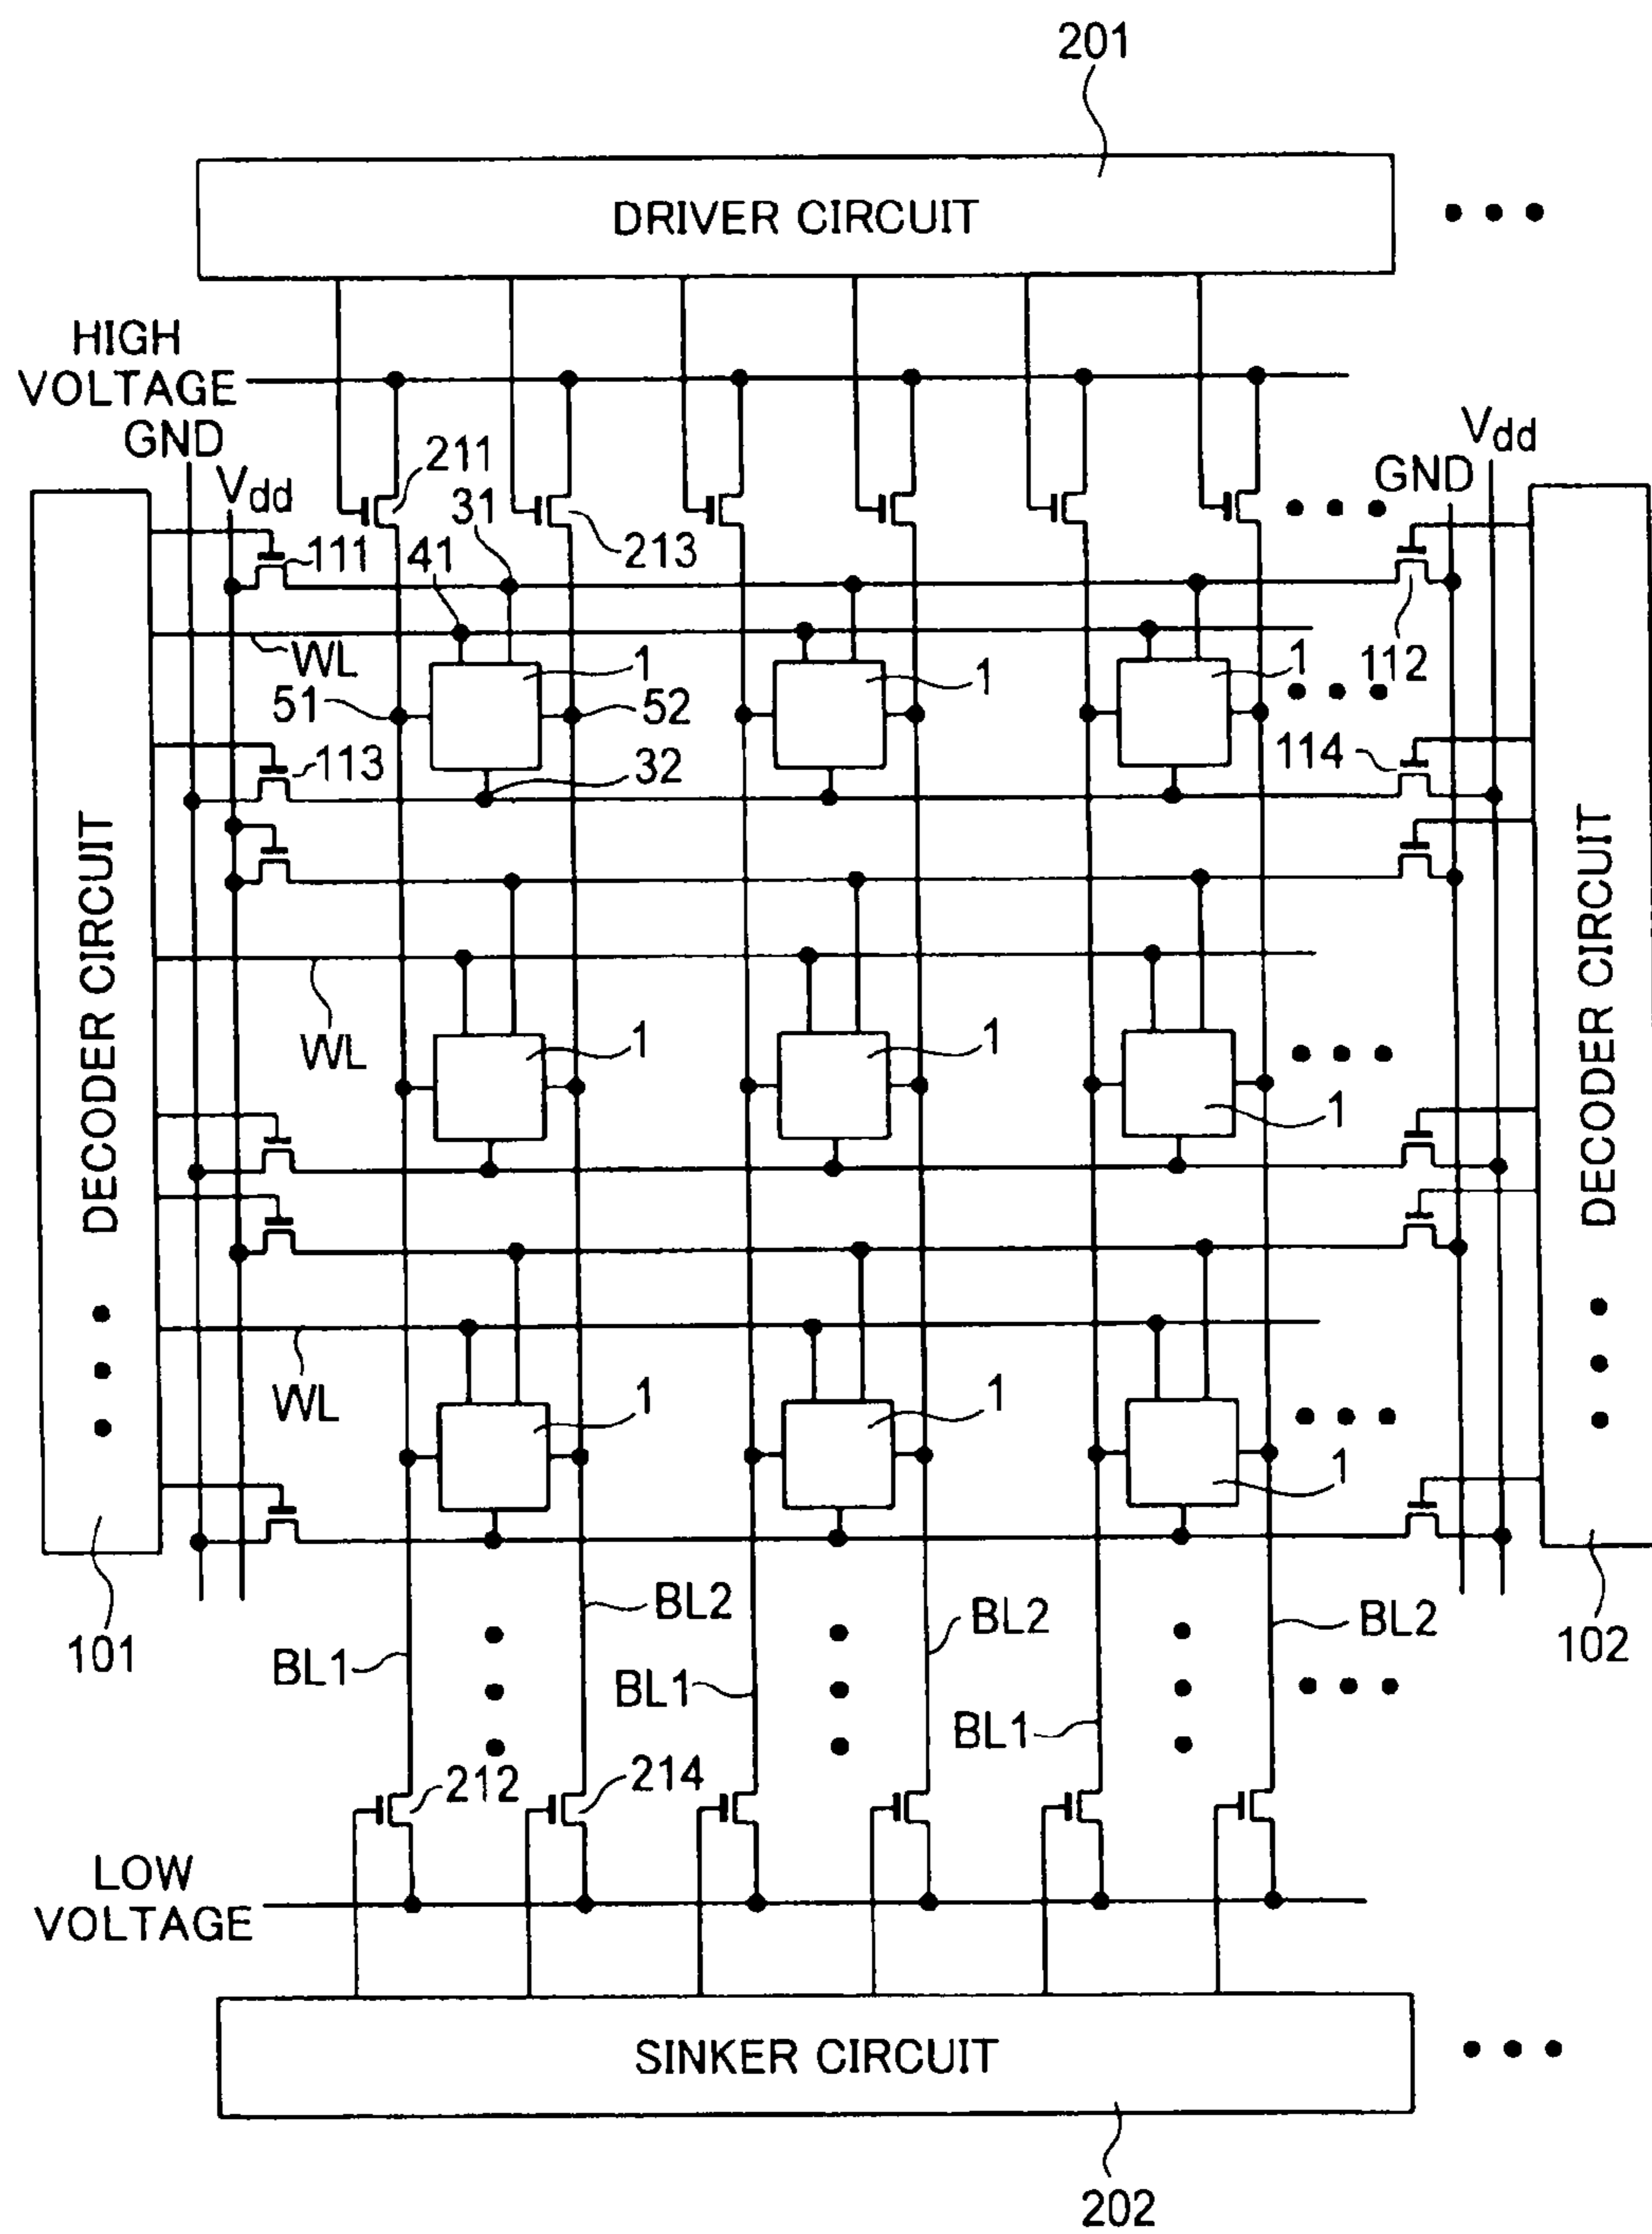 201
DRIVER CIRCUIT
HIGH
VOLTAGE
GND
Vdd
211
31
213
Vdd
GND
111
41
WL
1
1
1
112
51
52
113
32
114
DECODER CIRCUIT
DECODER CIRCUIT
WL
1
1
1
WL
1
1
1
101
BL1
BL2
BL1
BL2
BL1
BL2
102
212
214
LOW
VOLTAGE
SINKER CIRCUIT
202